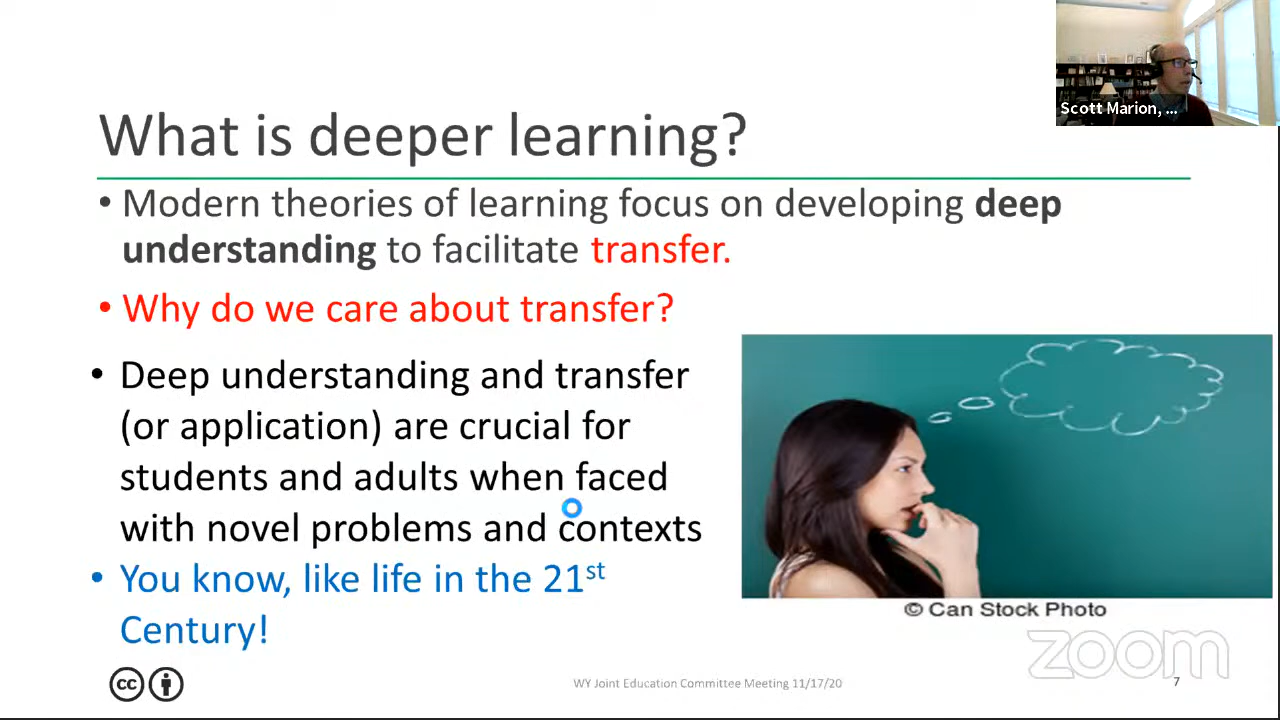 Scott Marion, ...
What is deeper learning?
• Modern theories of learning focus on developing deep
understanding to facilitate transfer.
• Why do we care about transfer?
• Deep understanding and transfer
(or application) are crucial for
students and adults when faced
with novel problems and contexts
• You know, like life in the 21st
Century!
© Can Stock Photo
zoom
cc
WY Joint Education Committee Meeting 11/17/20
7